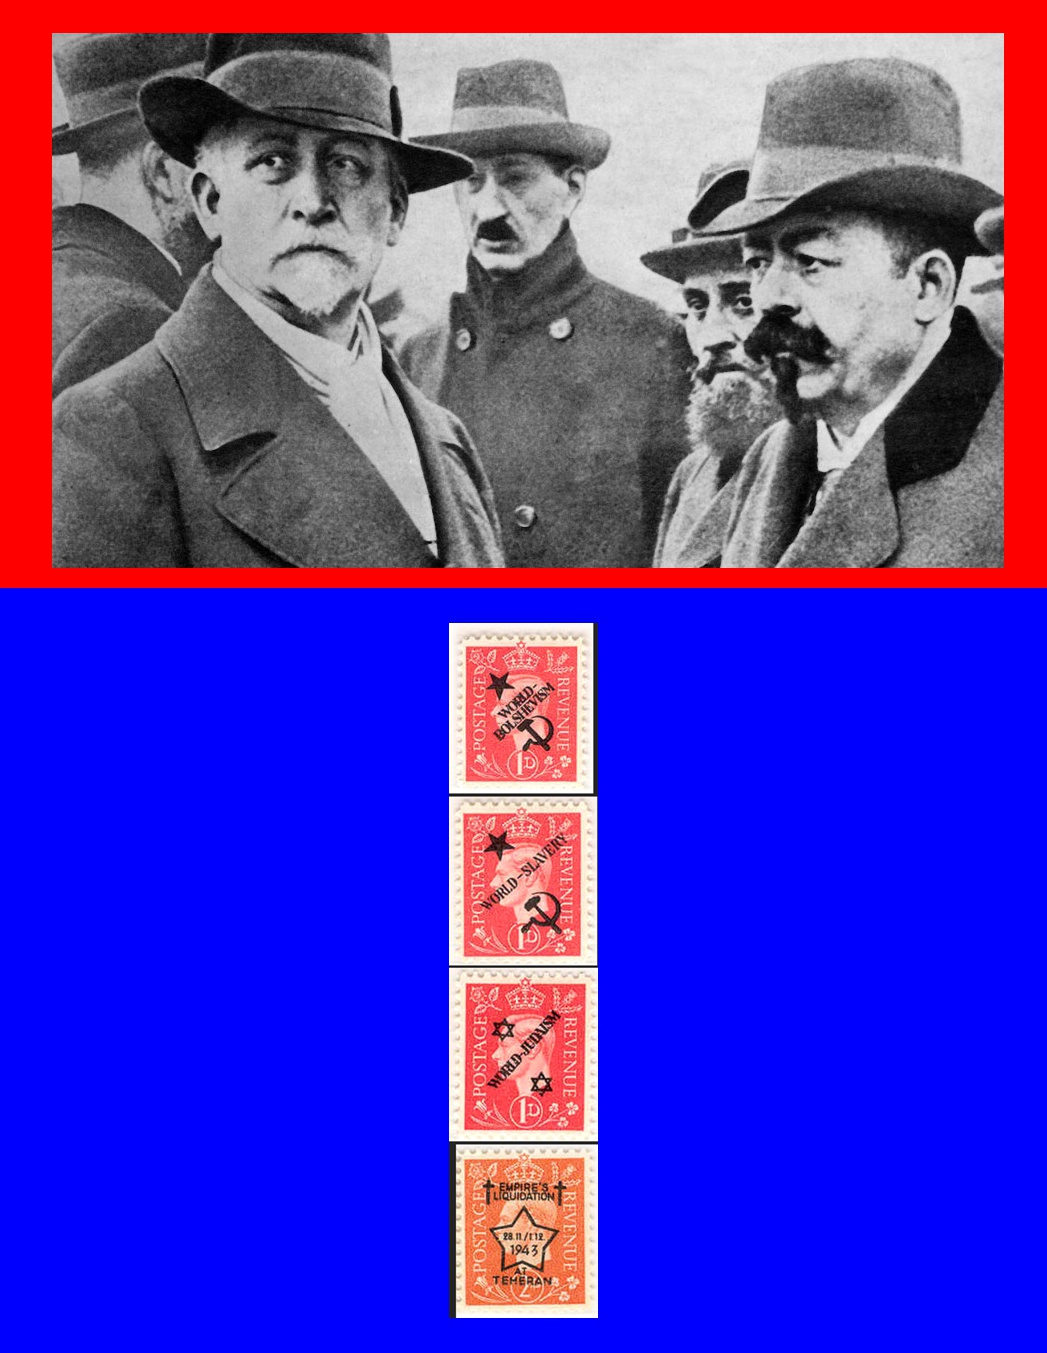 POSTAGE
REVENUE
WORLD-
BOLSHEVISM
1D
POSTAGE
REVENUE
WORLD-SLAVERY
1D
POSTAGE
REVENUE
WORLD-JUDAISM
1D
POSTAGE
REVENUE
EMPIRE'S
LIQUIDATION
28.11./1.12.
1943
AT
TEHERAN
2D